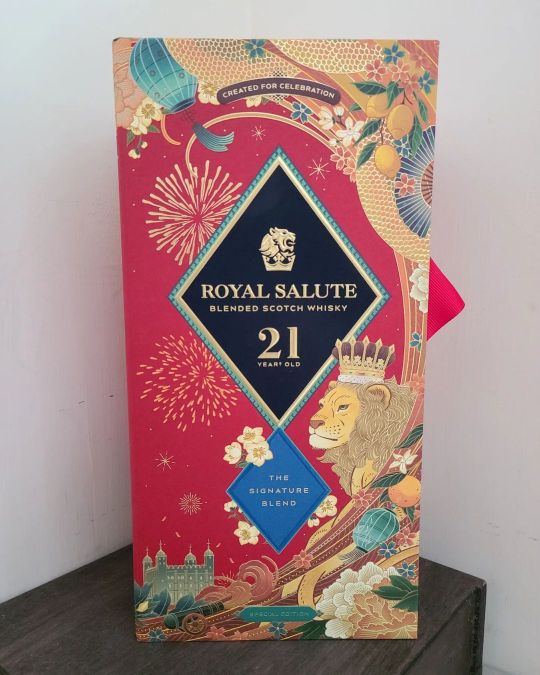 CREATED FOR CELEBRATION
ROYAL SALUTE
BLENDED SCOTCH WHISKY
21
YEARS OLD
THE
SIGNATURE
BLEND
SPECIAL EDITION